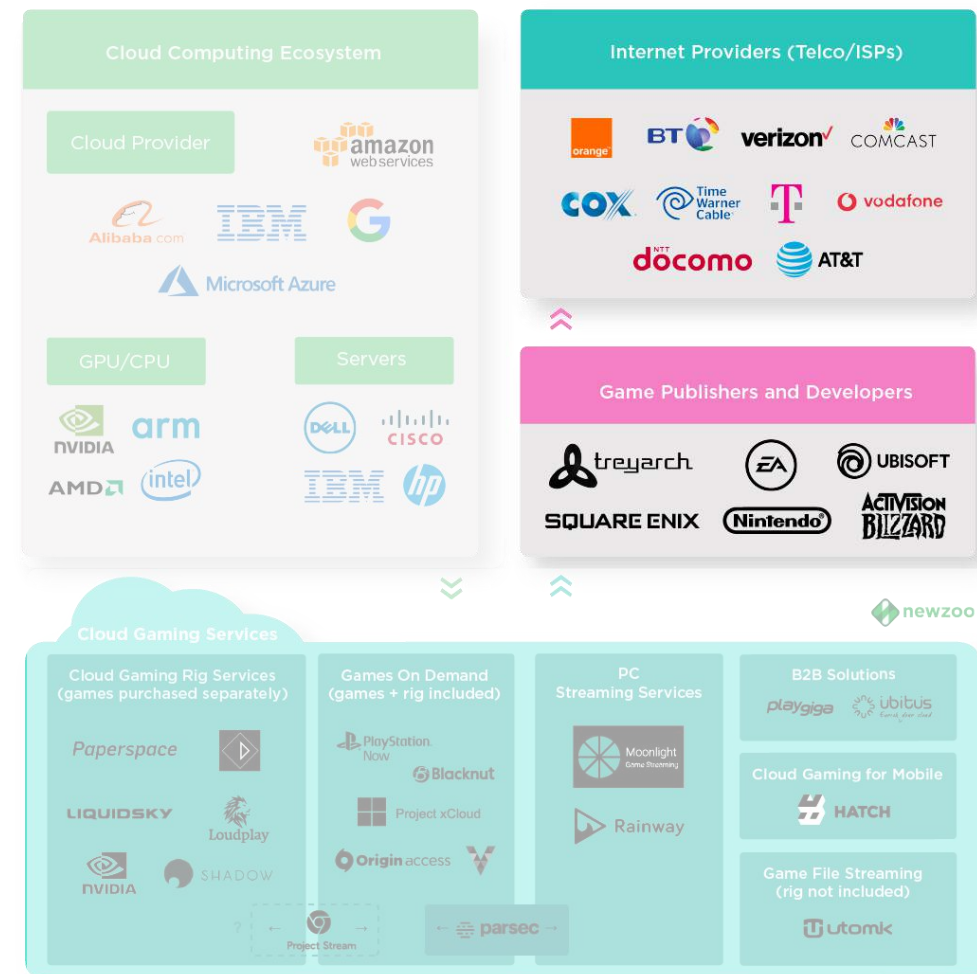 Cloud Computing Ecosystem
Cloud Provider
amazon
webservices
Alibaba.com
IBM
G
Microsoft Azure
GPU/CPU
NVIDIA
arm
AMD
intel
Servers
DELL
CISCO
IBM
hp
Internet Providers (Telco/ISPs)
orange
BT
verizon
COMCAST
COX
Time
Warner
Cable
T
vodafone
NTT
döcomo
AT&T
Game Publishers and Developers
treyarch
EA
UBISOFT
SQUARE ENIX
Nintendo
ACTIVISION
BLIZZARD
newzoo
Cloud Gaming Services
Cloud Gaming Rig Services
(games purchased separately)
Paperspace
LIQUIDSKY
Loudplay
NVIDIA
SHADOW
Games On Demand
(games + rig included)
PlayStation
Now
Blacknut
Project xCloud
Origin access
?
Project Stream
parsec
PC
Streaming Services
Moonlight
Game Streaming
Rainway
B2B Solutions
playgiga
ubitus
Cloud Gaming for Mobile
HATCH
Game File Streaming
(rig not included)
utomik